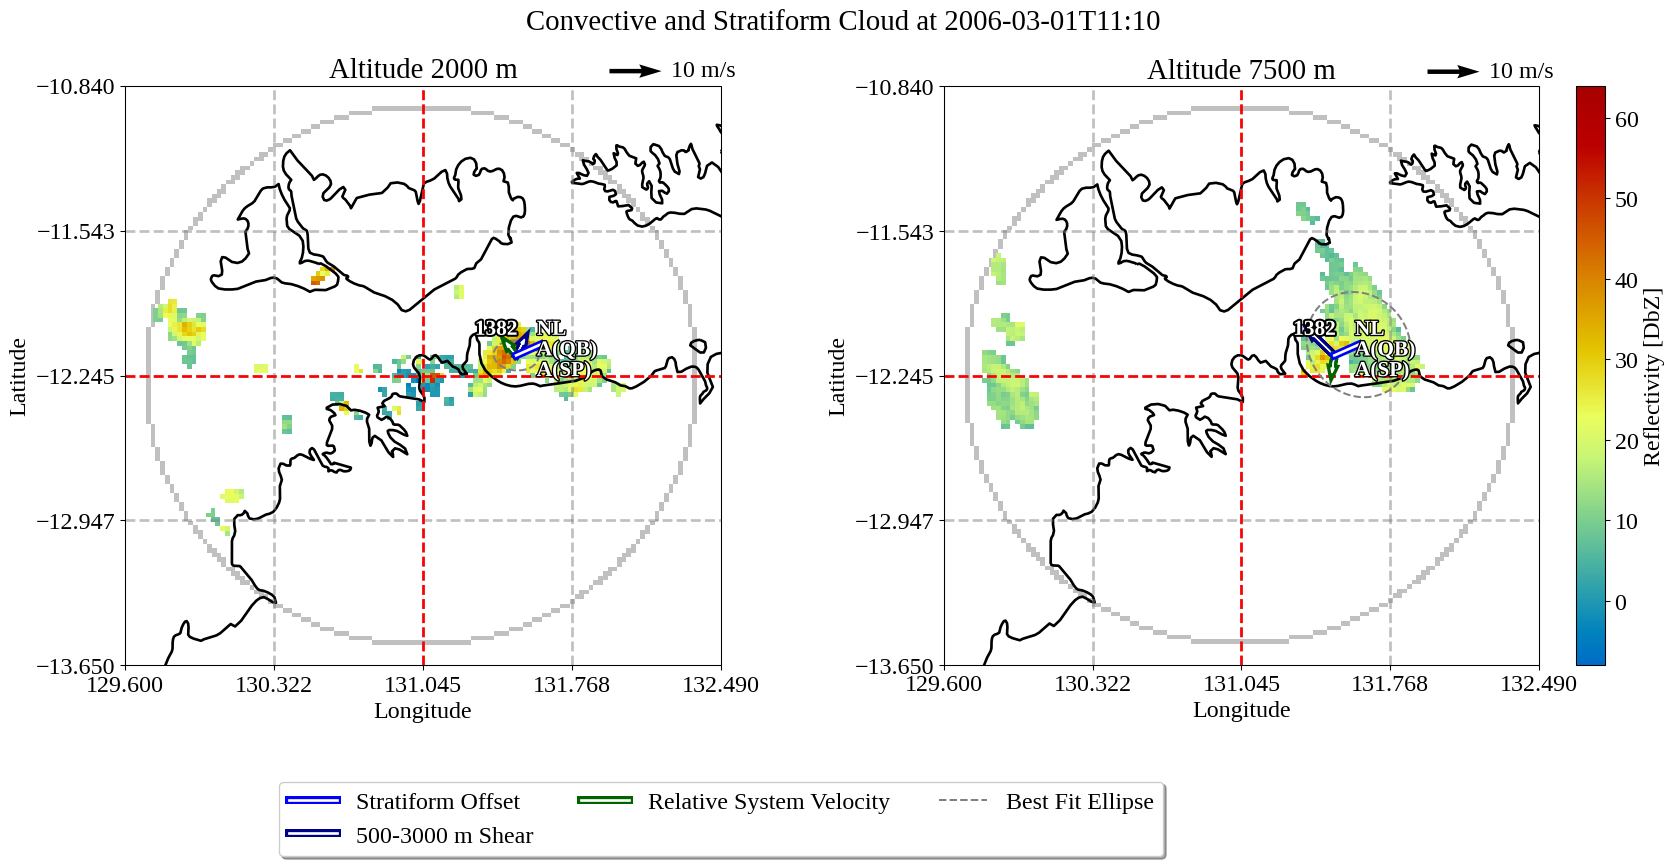 Convective and Stratiform Cloud at 2006-03-01T11:10
Altitude 2000 m
10 m/s
Altitude 7500 m
10 m/s
−10.840
−11.543
−12.245
−12.947
−13.650
Latitude
1382
NL
A(QB)
A(SP)
129.600
130.322
131.045
131.768
132.490
Longitude
−10.840
−11.543
−12.245
−12.947
−13.650
Latitude
1382
NL
A(QB)
A(SP)
129.600
130.322
131.045
131.768
132.490
Longitude
60
50
40
30
20
10
0
Reflectivity [DbZ]
Stratiform Offset
Relative System Velocity
Best Fit Ellipse
500-3000 m Shear